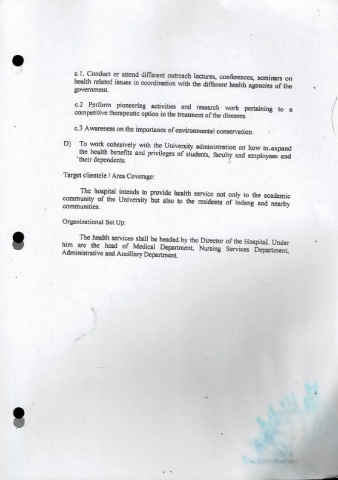 c.1. Conduct or attend different outreach lectures, conferences, seminars on
health related issues in coordination with the different health agencies of the
government.
c.2 Perform pioneering activities and research work pertaining to a
competitive therapeutic option in the treatment of the diseases.
c.3 Awareness on the importance of environmental conservation
D) To work cohesively with the University administration on how to expand
the health benefits and privileges of students, faculty and employees and
their dependents.
Target clientele / Area Coverage:
The hospital intends to provide health service not only to the academic
community of the University but also to the residents of Indang and nearby
communities.
Organizational Set Up:
The health services shall be headed by the Director of the Hospital. Under
him are the head of Medical Department, Nursing Services Department,
Administrative and Ancillary Department.